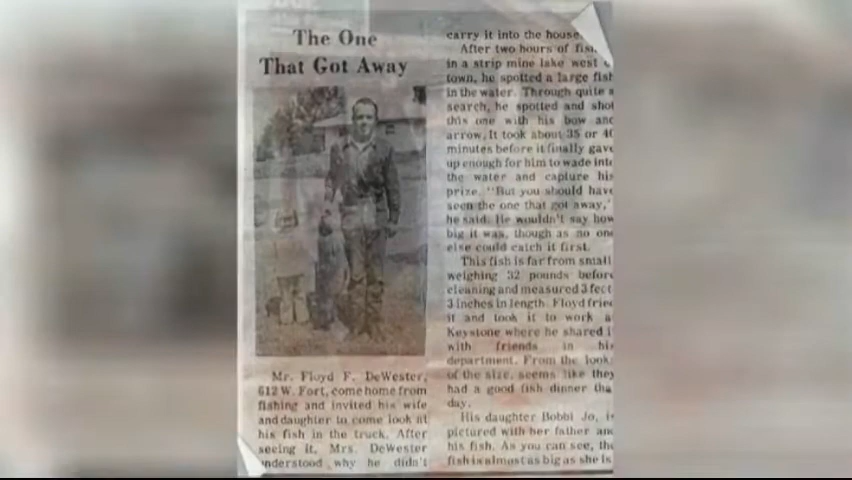 The One
That Got Away
Mr. Floyd F. DeWester,
612 W. Fort, come home from
fishing and invited his wife
and daughter to come look at
his fish in the truck. After
seeing it, Mrs. DeWester
understood why he didn't
carry it into the house.
After two hours of fish
in a strip mine lake west o
town, he spotted a large fish
in the water. Through quite a
search, he spotted and shot
this one with his bow and
arrow. It took about 35 or 40
minutes before it finally gave
up enough for him to wade into
the water and capture his
prize. "But you should have
seen the one that got away,'
he said. He wouldn't say how
big it was, though as no one
else could catch it first.
This fish is far from small
weighing 32 pounds before
cleaning and measured 3 feet
3 inches in length. Floyd fried
it and took it to work a
Keystone where he shared i
with friends in his
department. From the look
of the size, seems like they
had a good fish dinner tha
day.
His daughter Bobbi Jo, is
pictured with her father and
his fish. As you can see, the
fish is almost as big as she is